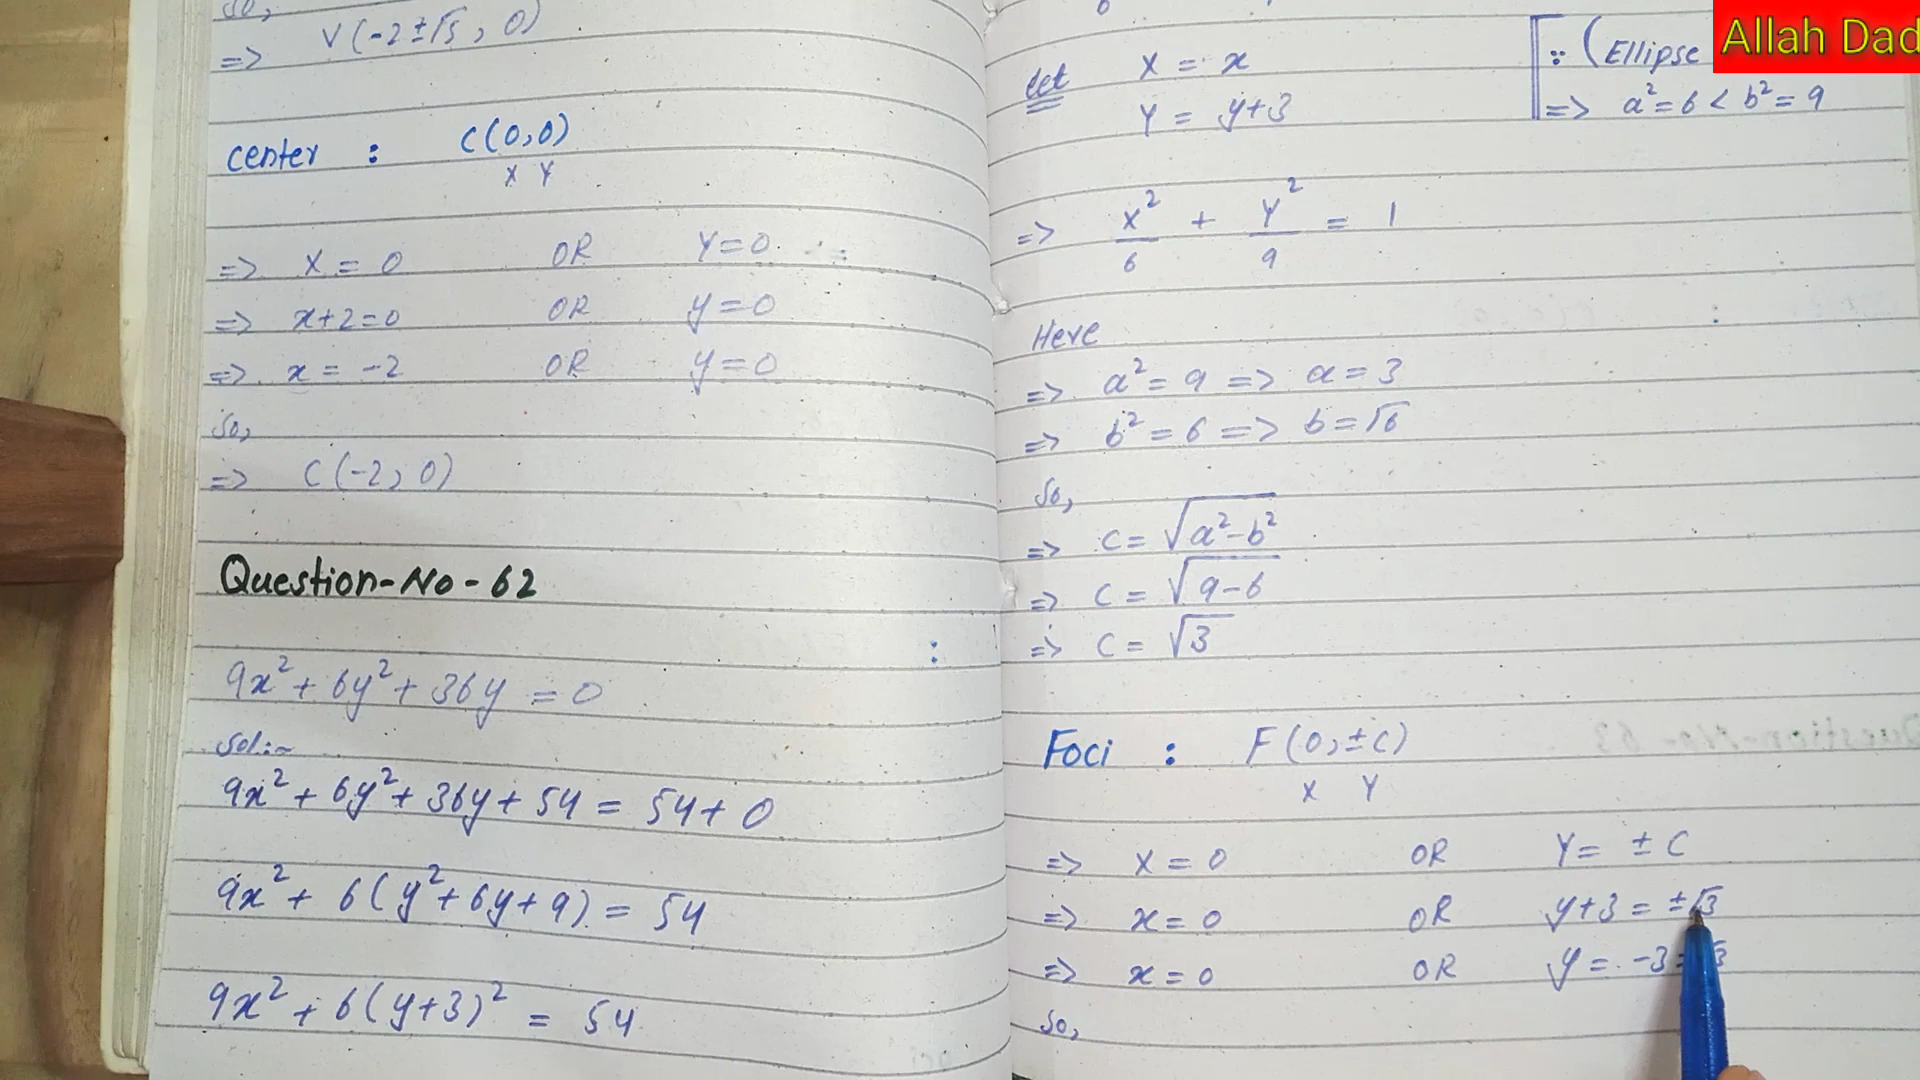 so,
=> V(-2±√5, 0)
Center : C(0,0)
X Y
=> X = 0 OR Y=0
=> x+2=0 OR y=0
=> x = -2 OR y=0
So,
=> C(-2, 0)
Question-No-62
9x²+6y²+36y = 0
Sol:~
9x²+6y²+36y+54 = 54+0
9x²+ 6(y²+6y+9) = 54
9x²+6(y+3)² = 54
Allah Dad
let X = x
Y = y+3
∵ (Ellipse
=> a²=6 < b²=9
=> X²/6 + Y²/9 = 1
Here
=> a²=9 => a=3
=> b²=6 => b=√6
So,
=> c = √a²-b²
=> c = √9-6
=> c = √3
Foci : F(0,±c)
X Y
=> X = 0 OR Y= ±c
=> x = 0 OR y+3 = ±√3
=> x = 0 OR y = -3
So,